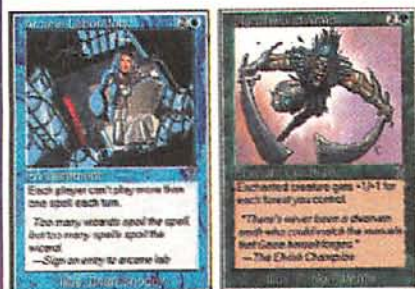 Arcane Laboratory
Enchantment
Each player can't play more than
one spell each turn.
Too many wizards spoil the spell,
but too many spells spoil the
wizard.
—Sign on entry to arcane lab
Illus.
Enchanted creature gets +1/+1 for
each forest you control.
"There's never been a dwarven
smith who could match the marvels
that Gaea herself forges."
—The Elvish Champion
Illus.